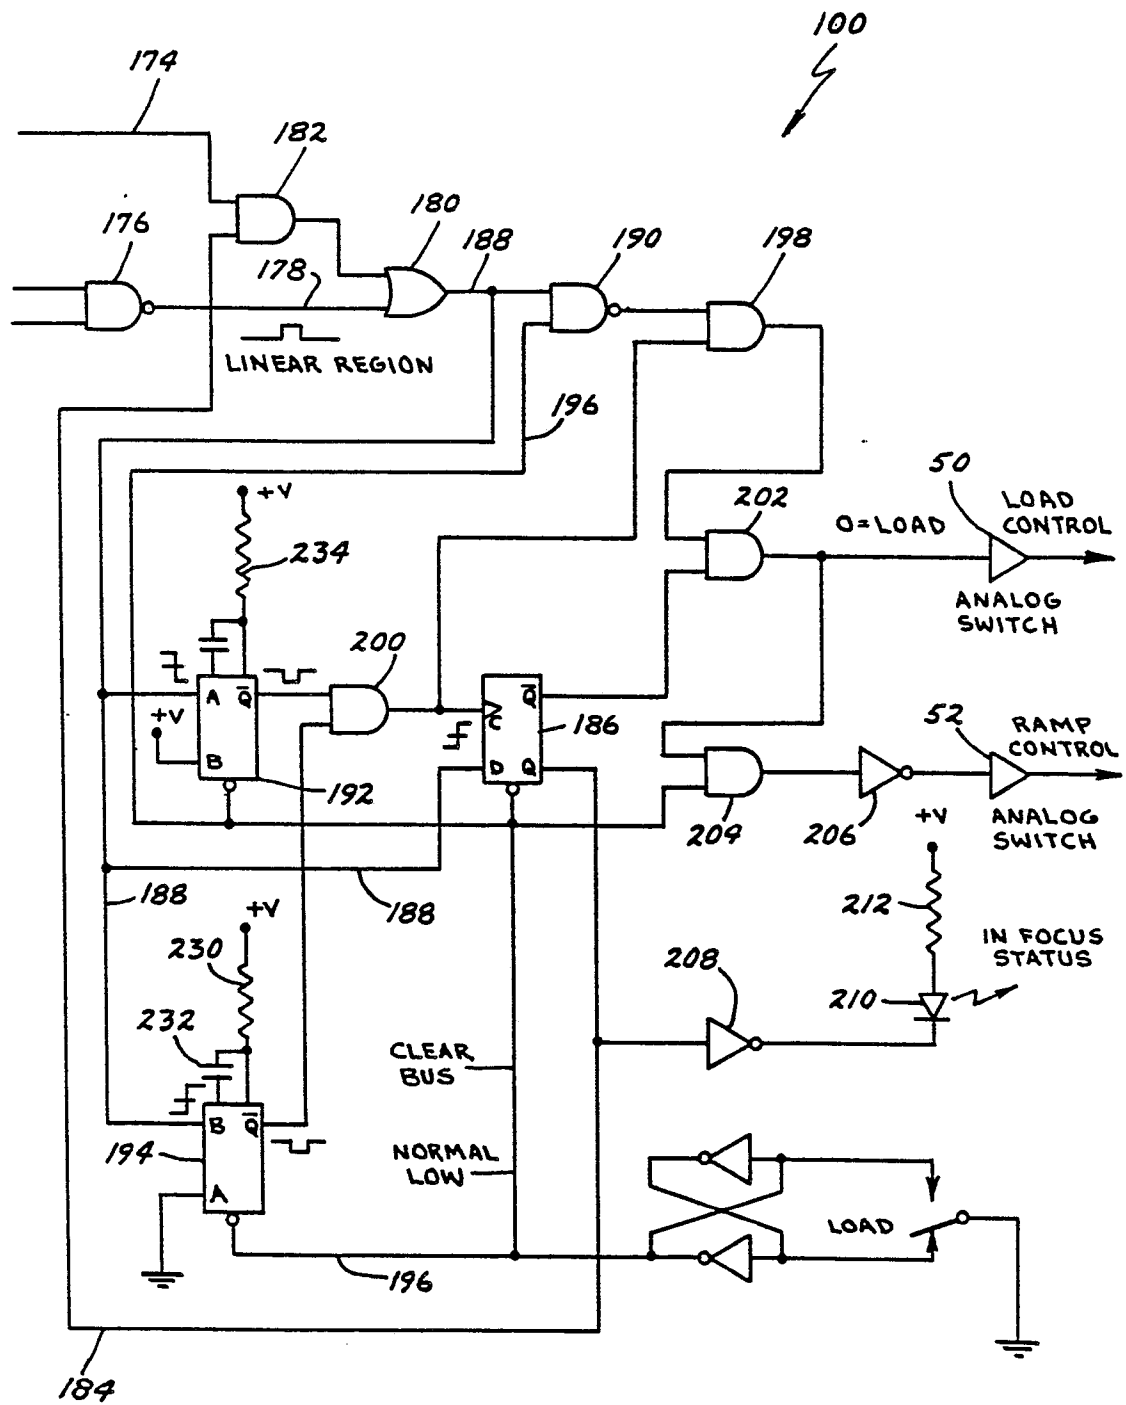 100
174
182
176
180
188
190
198
178
LINEAR REGION
196
50
LOAD
CONTROL
+V
202
O=LOAD
234
ANALOG
SWITCH
200
A
Q̅
+V
B
192
C
Q̅
186
D
Q
52
RAMP
CONTROL
204
206
+V
ANALOG
SWITCH
188
188
212
+V
230
IN FOCUS
STATUS
208
210
232
CLEAR
BUS
B
Q̅
194
A
NORMAL
LOW
LOAD
196
184